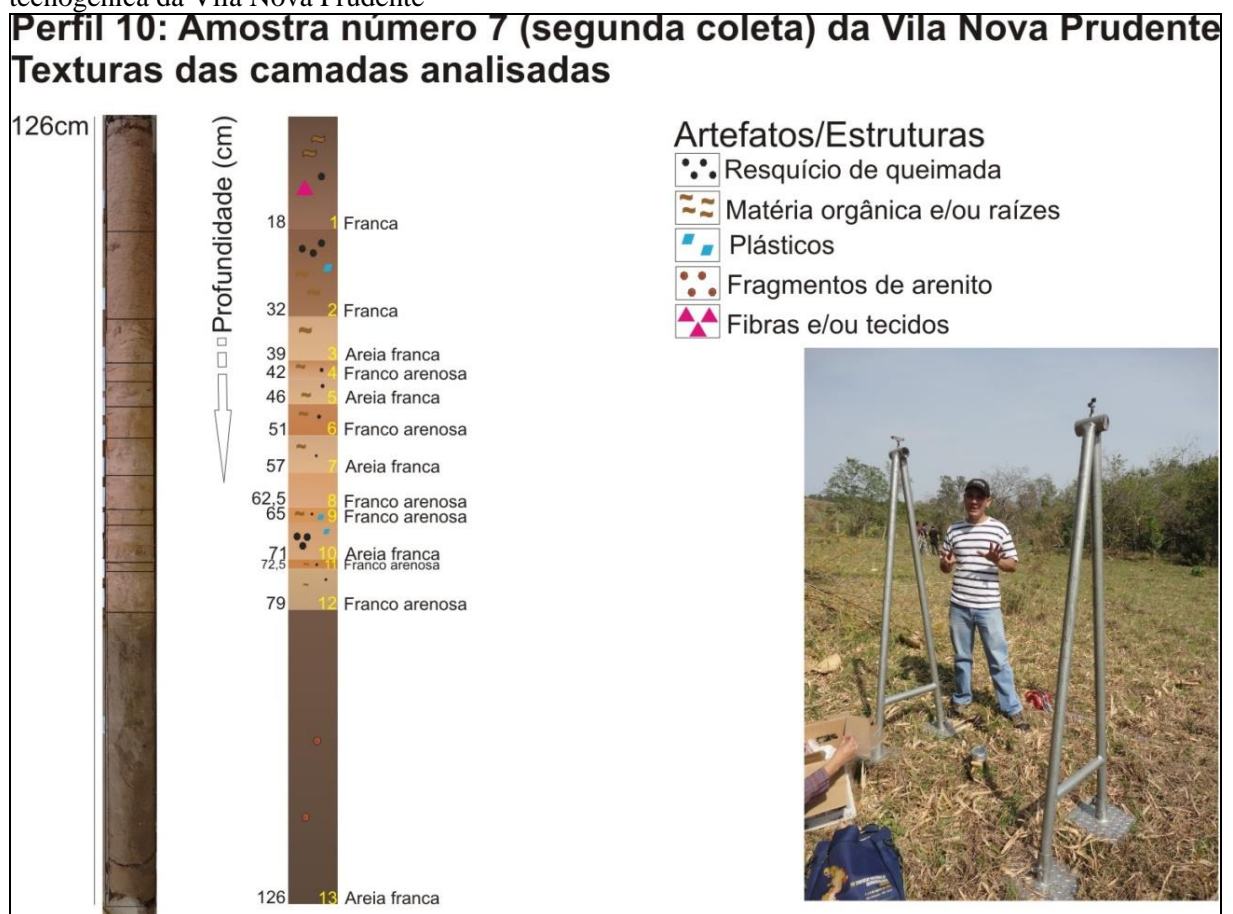 tecnogênica da Vila Nova Prudente
Perfil 10: Amostra número 7 (segunda coleta) da Vila Nova Prudente
Texturas das camadas analisadas
126cm
Profundidade (cm)
18 1 Franca
32 2 Franca
39 3 Areia franca
42 4 Franco arenosa
46 5 Areia franca
51 6 Franco arenosa
57 7 Areia franca
62,5 8 Franco arenosa
65 9 Franco arenosa
71 10 Areia franca
72,5 11 Franco arenosa
79 12 Franco arenosa
126 13 Areia franca
Artefatos/Estruturas
Resquício de queimada
Matéria orgânica e/ou raízes
Plásticos
Fragmentos de arenito
Fibras e/ou tecidos